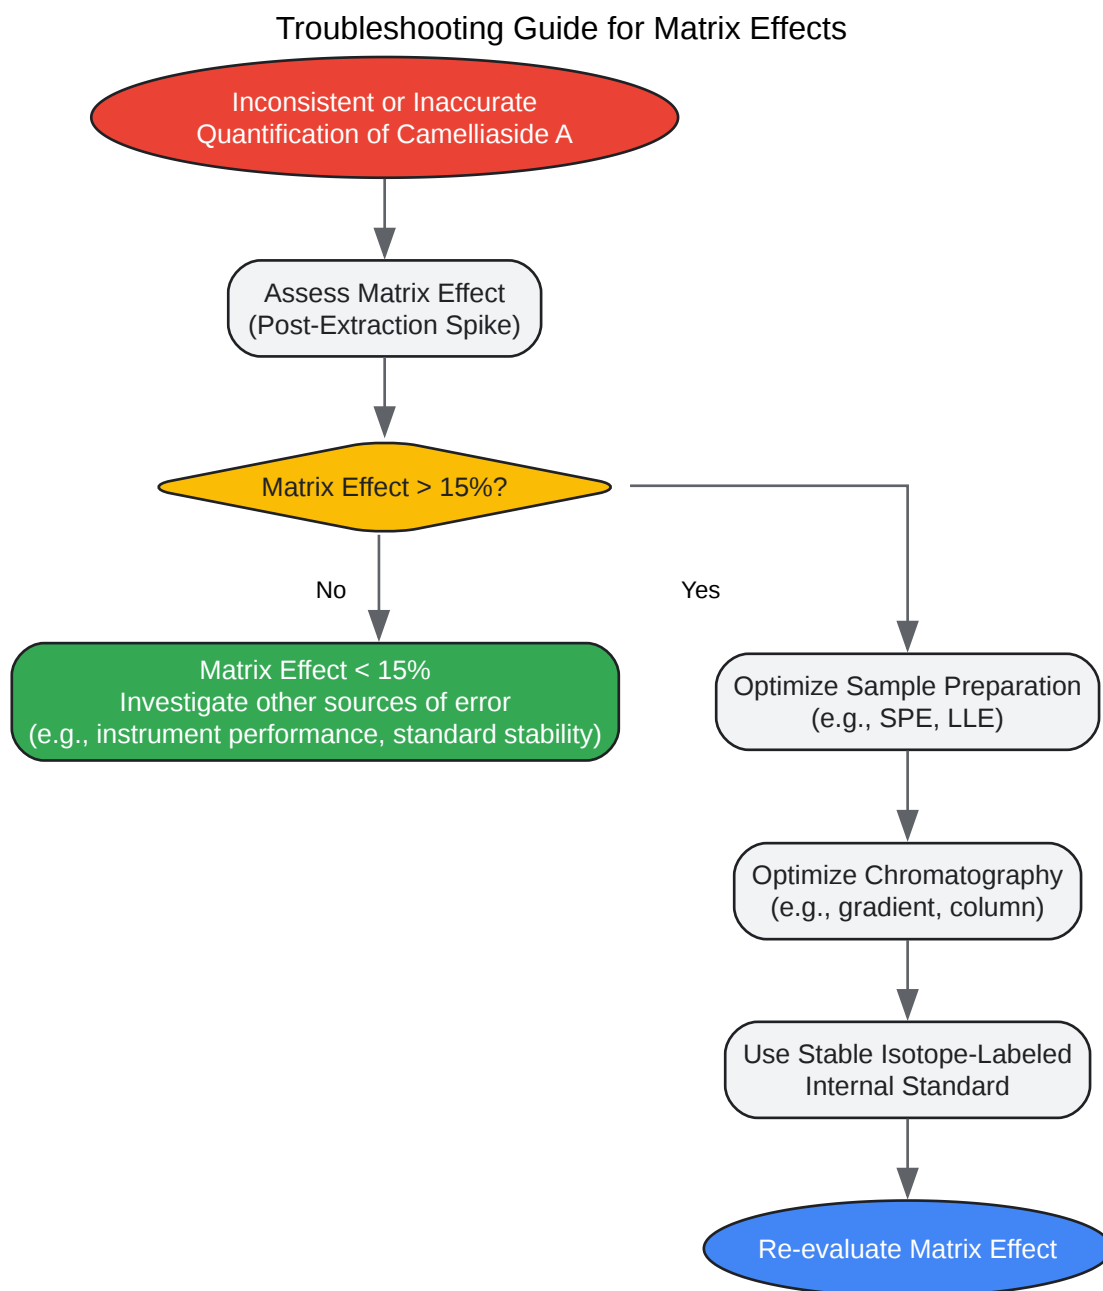 Troubleshooting Guide for Matrix Effects
Inconsistent or Inaccurate
Quantification of Camelliaside A
Assess Matrix Effect
(Post-Extraction Spike)
Matrix Effect > 15%?
No
Yes
Matrix Effect < 15%
Investigate other sources of error
(e.g., instrument performance, standard stability)
Optimize Sample Preparation
(e.g., SPE, LLE)
Optimize Chromatography
(e.g., gradient, column)
Use Stable Isotope-Labeled
Internal Standard
Re-evaluate Matrix Effect